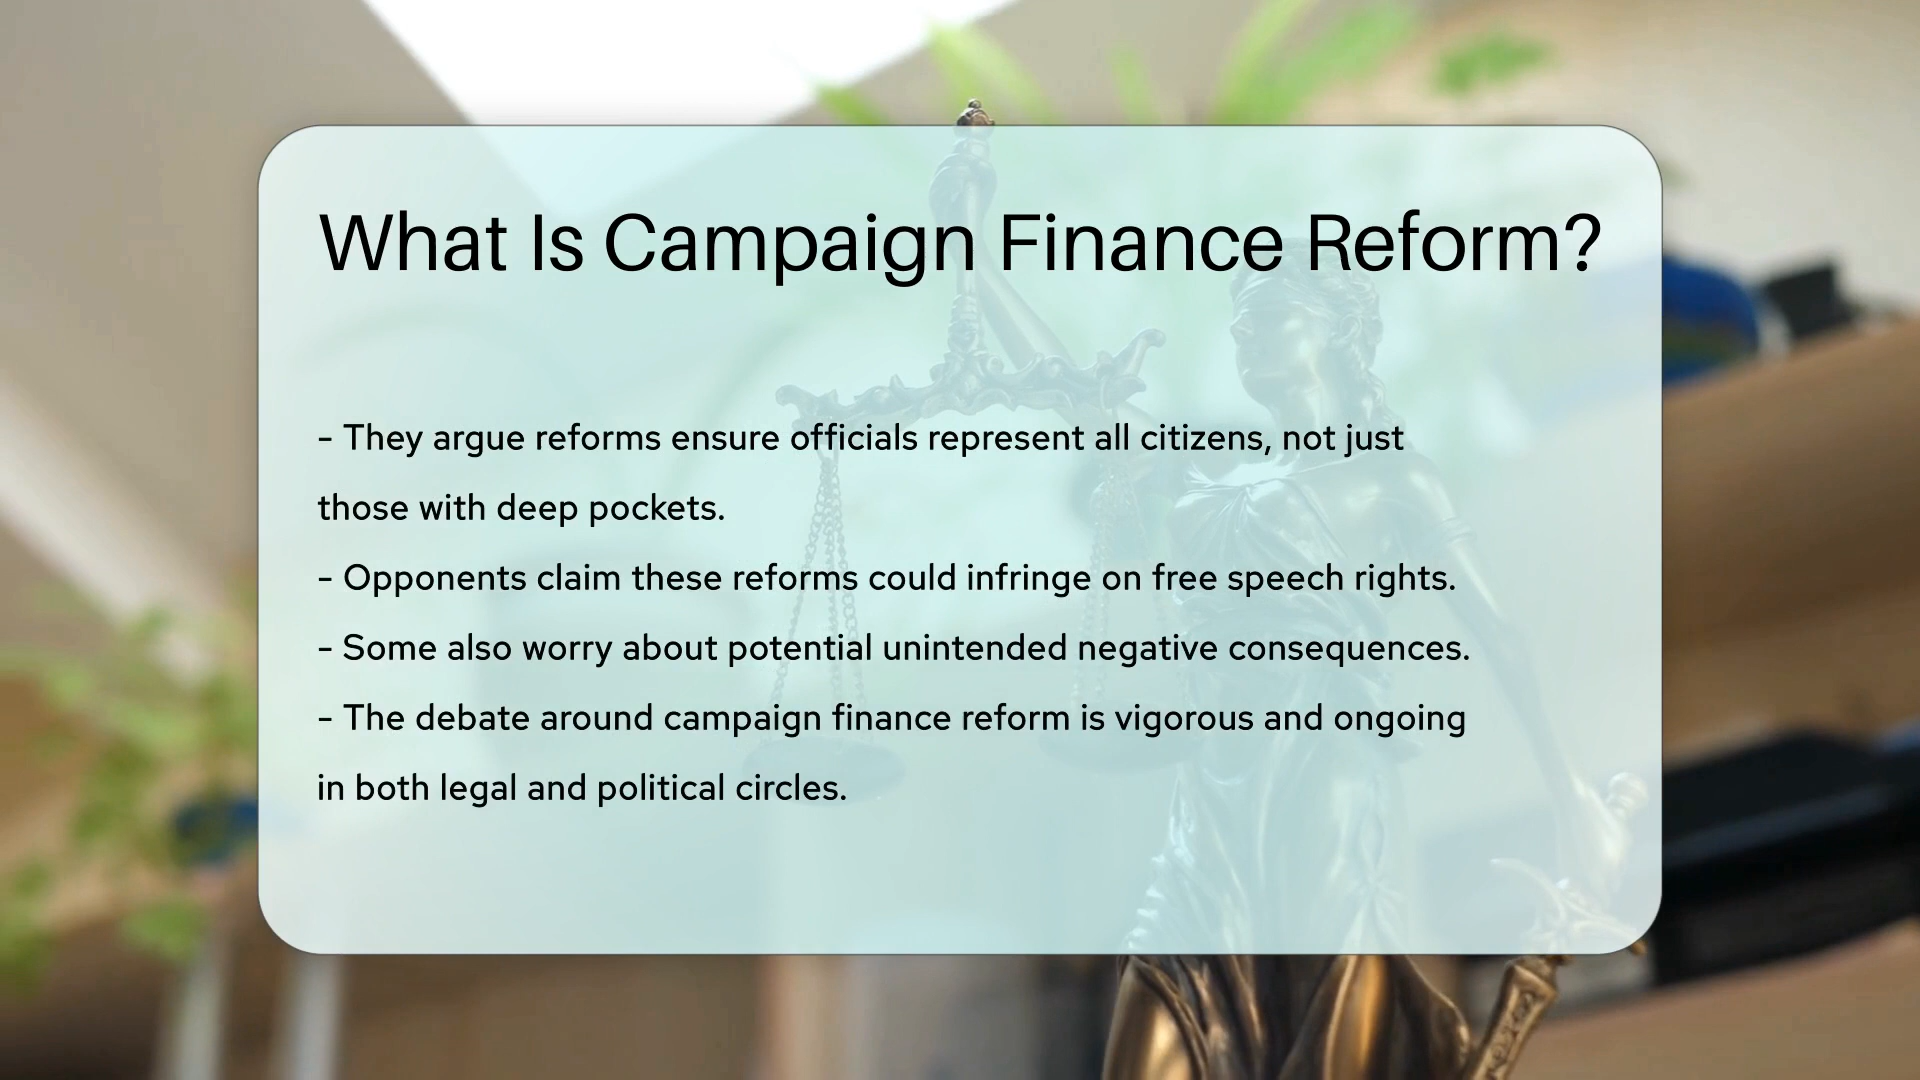 What Is Campaign Finance Reform?
– They argue reforms ensure officials represent all citizens, not just
those with deep pockets.
– Opponents claim these reforms could infringe on free speech rights.
– Some also worry about potential unintended negative consequences.
– The debate around campaign finance reform is vigorous and ongoing
in both legal and political circles.